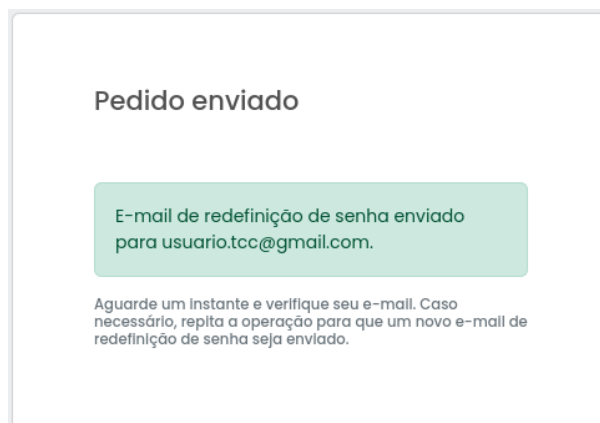 Pedido enviado
E-mail de redefinição de senha enviado
para usuario.tcc@gmail.com.
Aguarde um instante e verifique seu e-mail. Caso
necessário, repita a operação para que um novo e-mail de
redefinição de senha seja enviado.